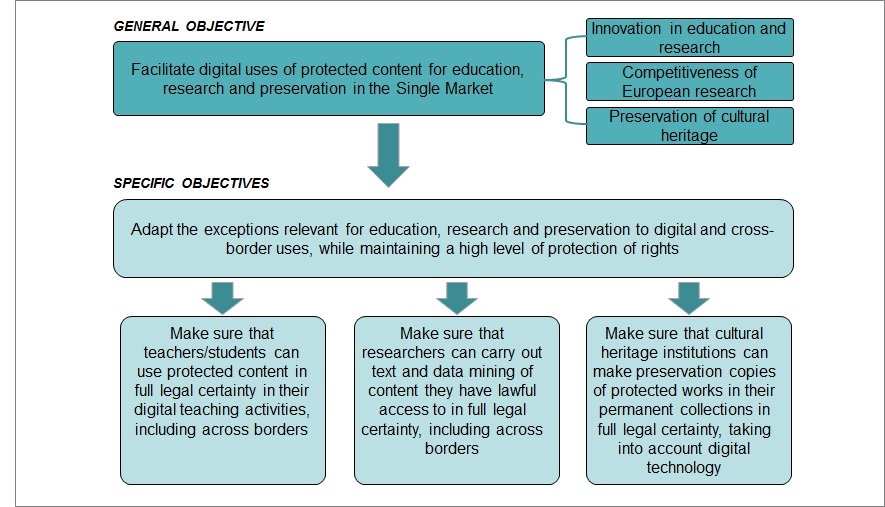 GENERAL OBJECTIVE
Facilitate digital uses of protected content for education,
research and preservation in the Single Market
Innovation in education and
research
Competitiveness of
European research
Preservation of cultural
heritage
SPECIFIC OBJECTIVES
Adapt the exceptions relevant for education, research and preservation to digital and cross-
border uses, while maintaining a high level of protection of rights
Make sure that
teachers/students can
use protected content in
full legal certainty in their
digital teaching activities,
including across borders
Make sure that
researchers can carry out
text and data mining of
content they have lawful
access to in full legal
certainty, including across
borders
Make sure that cultural
heritage institutions can
make preservation copies
of protected works in their
permanent collections in
full legal certainty, taking
into account digital
technology